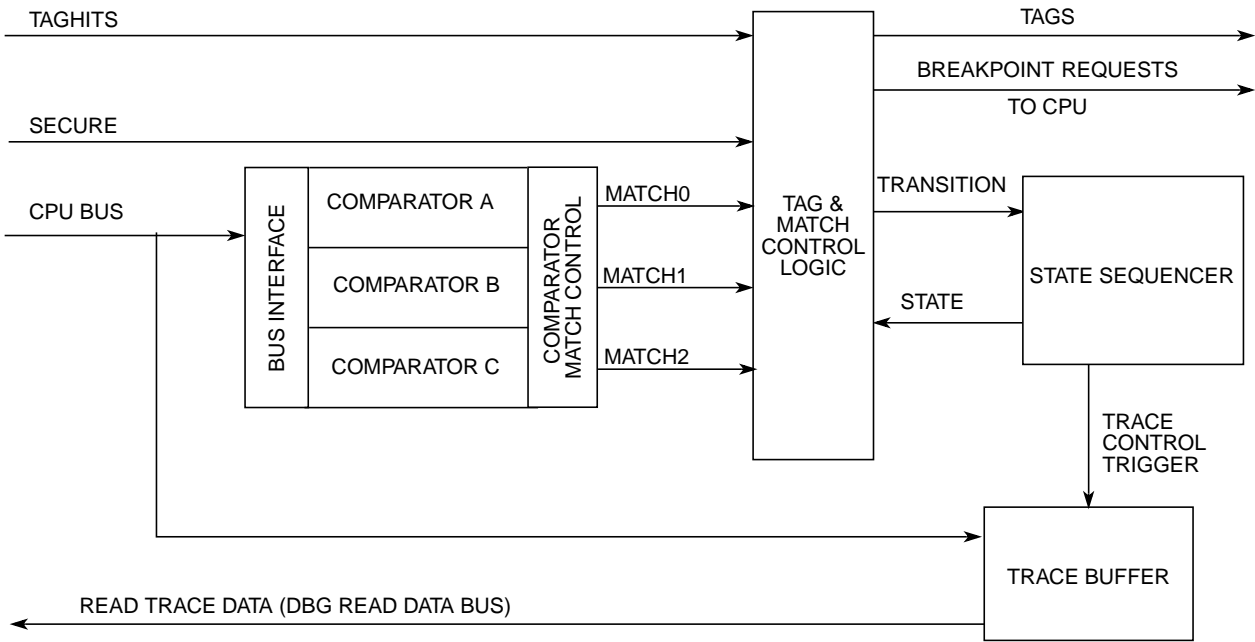 TAGHITS
TAGS
BREAKPOINT REQUESTS
TO CPU
SECURE
CPU BUS
BUS INTERFACE
COMPARATOR A
COMPARATOR B
COMPARATOR C
COMPARATOR
MATCH CONTROL
MATCH0
MATCH1
MATCH2
TAG &
MATCH
CONTROL
LOGIC
TRANSITION
STATE
STATE SEQUENCER
TRACE
CONTROL
TRIGGER
TRACE BUFFER
READ TRACE DATA (DBG READ DATA BUS)